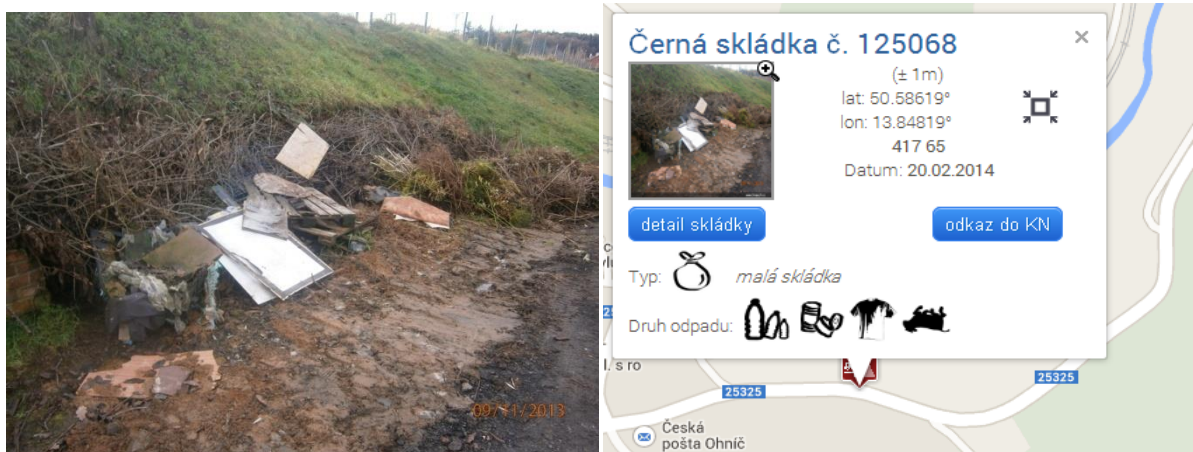 09/11/2013
Černá skládka č. 125068
(± 1m)
lat: 50.58619°
lon: 13.84819°
417 65
Datum: 20.02.2014
detail skládky
odkaz do KN
Typ:
malá skládka
Druh odpadu:
l. s ro
25325
25325
Česká
pošta Ohníč